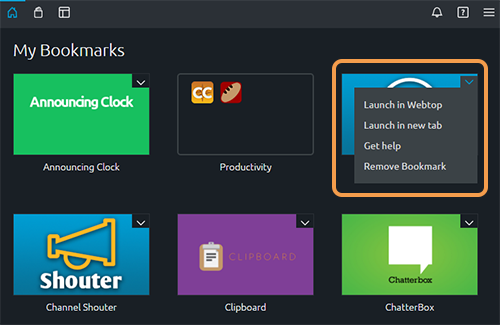 My Bookmarks
Announcing Clock
CC
Launch in Webtop
Launch in new tab
Get help
Remove Bookmark
Announcing Clock
Productivity
Shouter
CLIPBOARD
ChatterBox
Channel Shouter
Clipboard
ChatterBox